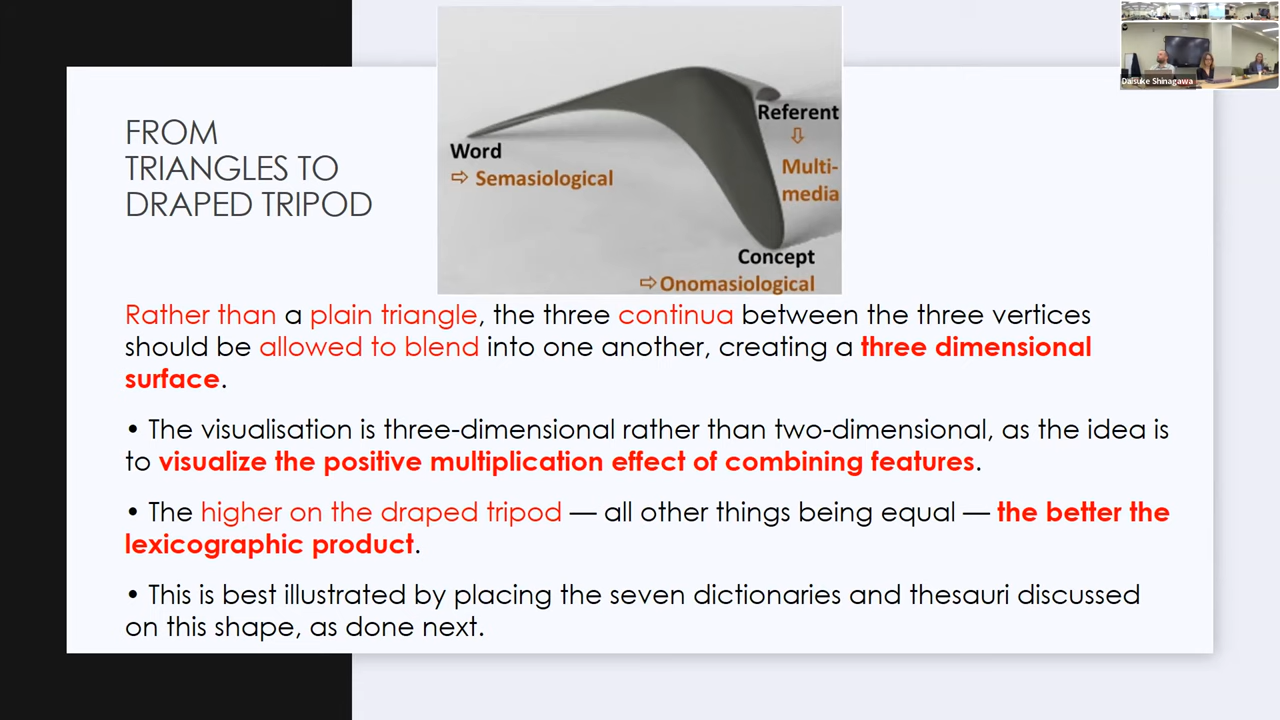 FROM
TRIANGLES TO
DRAPED TRIPOD
Word
⇨ Semasiological
Referent
⇩
Multi-
media
Concept
⇨Onomasiological
Daisuke Shinagawa
Rather than a plain triangle, the three continua between the three vertices
should be allowed to blend into one another, creating a three dimensional
surface.
• The visualisation is three-dimensional rather than two-dimensional, as the idea is
to visualize the positive multiplication effect of combining features.
• The higher on the draped tripod — all other things being equal — the better the
lexicographic product.
• This is best illustrated by placing the seven dictionaries and thesauri discussed
on this shape, as done next.